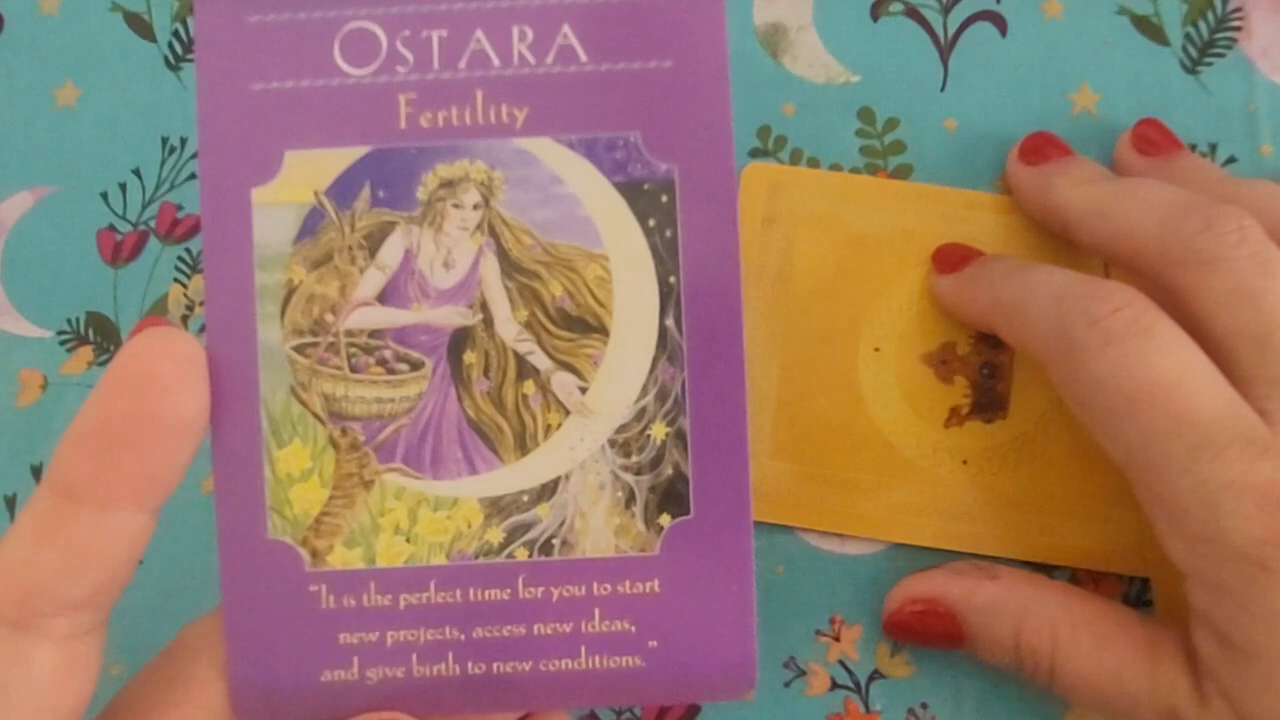 OSTARA
Fertility
"It is the perfect time for you to start
new projects, access new ideas,
and give birth to new conditions."